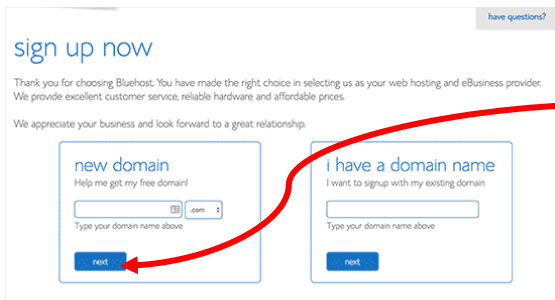 have questions?
sign up now
Thank you for choosing Bluehost. You have made the right choice in selecting us as your web hosting and eBusiness provider.
We provide excellent customer service, reliable hardware and affordable prices.
We appreciate your business and look forward to a great relationship.
new domain
Help me get my free domain!
.com
Type your domain name above
next
i have a domain name
I want to signup with my existing domain
Type your domain name above
next